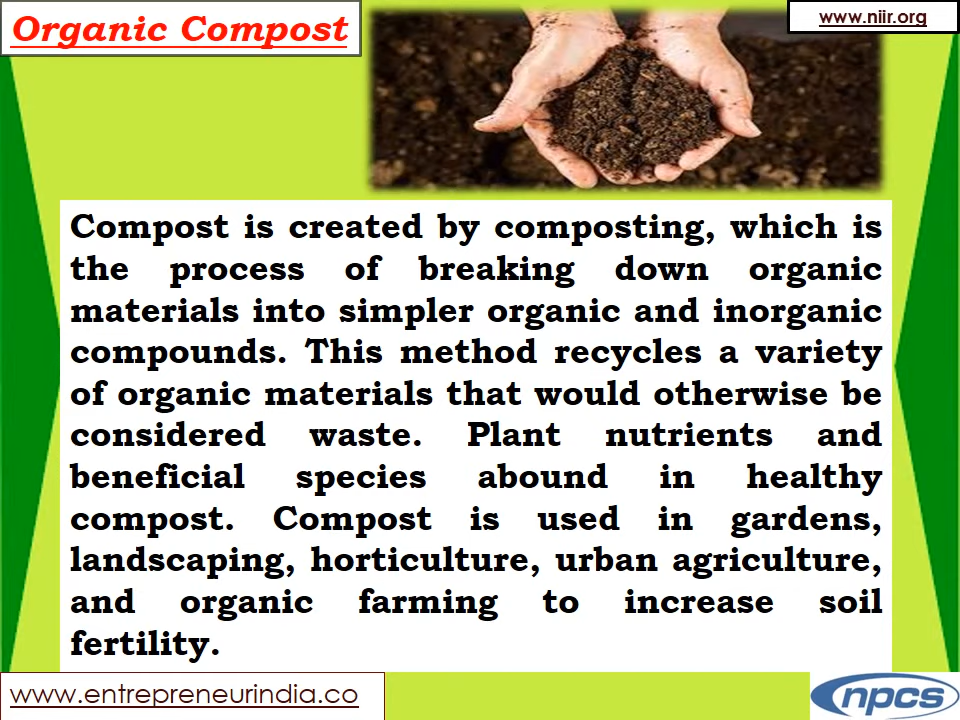 Organic Compost
www.niir.org
Compost is created by composting, which is
the process of breaking down organic
materials into simpler organic and inorganic
compounds. This method recycles a variety
of organic materials that would otherwise be
considered waste. Plant nutrients and
beneficial species abound in healthy
compost. Compost is used in gardens,
landscaping, horticulture, urban agriculture,
and organic farming to increase soil
fertility.
www.entrepreneurindia.co
npcs